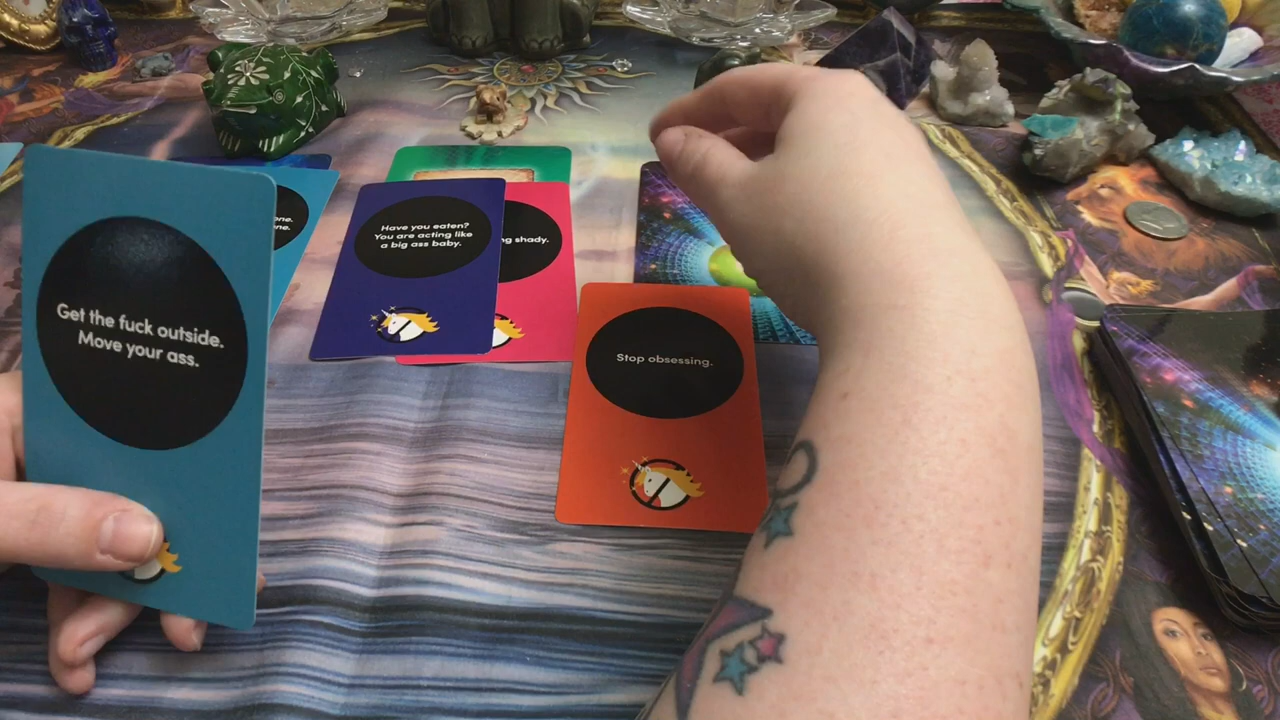 Get the fuck outside.
Move your ass.
Have you eaten?
You are acting like
a big ass baby.
shady.
Stop obsessing.